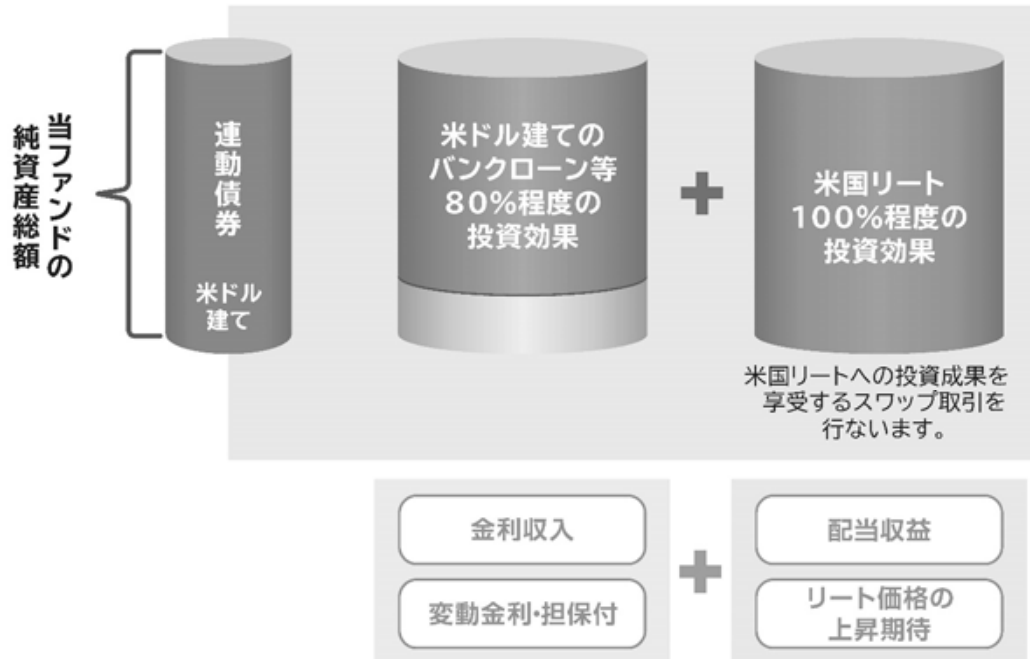 当ファンドの
純資産総額
連動債券
米ドル
建て
米ドル建ての
バンクローン等
80%程度の
投資効果
+
米国リート
100%程度の
投資効果
米国リートへの投資成果を
享受するスワップ取引を
行ないます。
金利収入
変動金利・担保付
+
配当収益
リート価格の
上昇期待